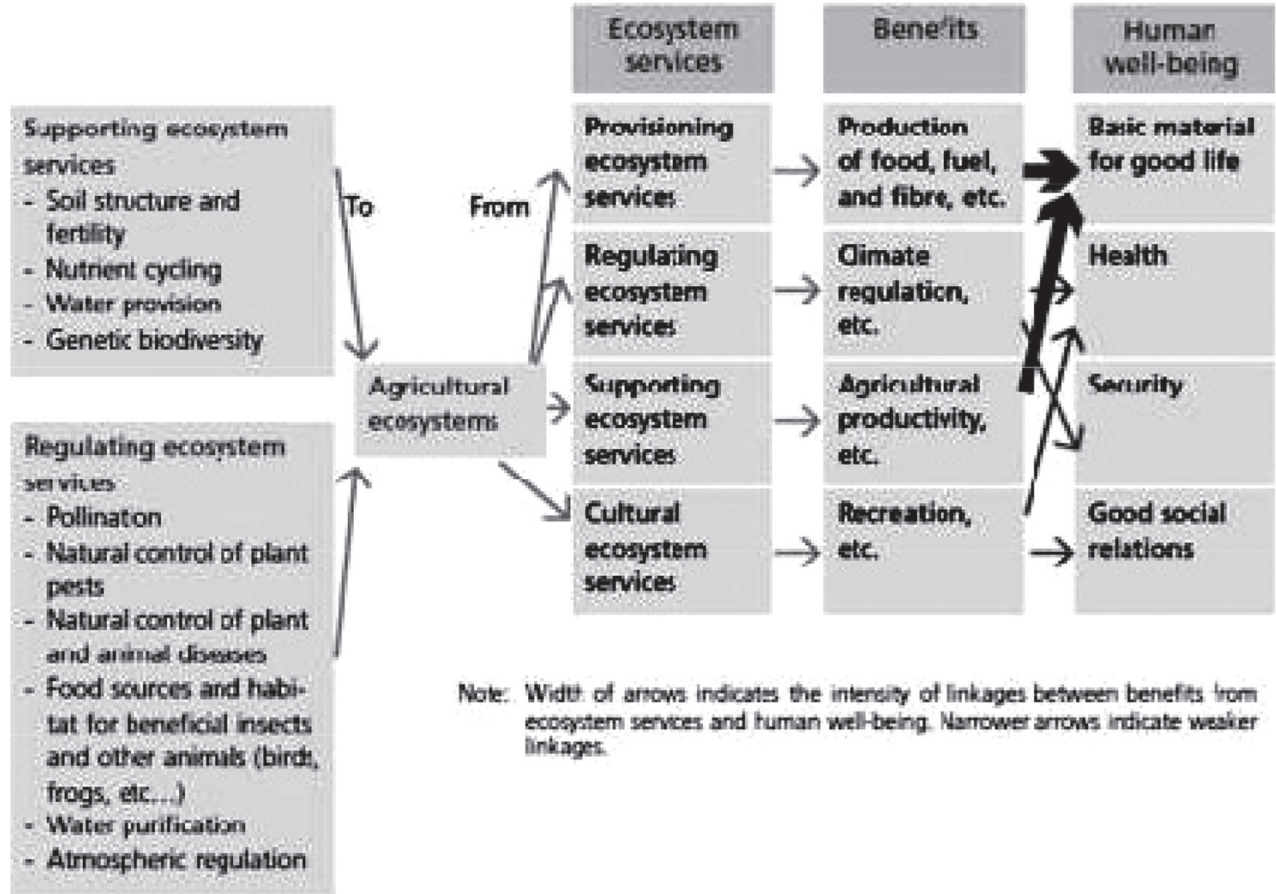 Ecosystem
services
Benefits
Human
well-being
Supporting ecosystem
services
- Soil structure and
fertility
- Nutrient cycling
- Water provision
- Genetic biodiversity
To
From
Provisioning
ecosystem
services
Production
of food, fuel,
and fibre, etc.
Basic material
for good life
Regulating
ecosystem
services
Climate
regulation,
etc.
Health
Agricultural
ecosystems
Supporting
ecosystem
services
Agricultural
productivity,
etc.
Security
Regulating ecosystem
services
- Pollinaton
- Natural control of plant
pests
- Natural control of plant
and animal diseases
- Food sources and habi-
tat for beneficial insects
and other animals (birds,
frogs, etc...)
- Water purification
- Atmospheric regulation
Cultural
ecosystem
services
Recreation,
etc.
Good social
relations
Note: Width of arrows indicates the intensity of linkages between benefits from
ecosystem services and human well-being. Narrower arrows indicate weaker
linkages.